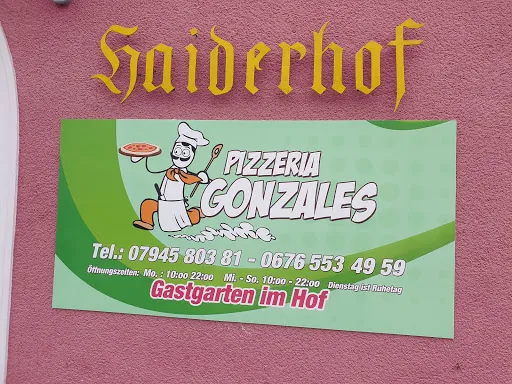 Haiderhof
PIZZERIA
GONZALES
Tel.: 07945 803 81 - 0676 553 49 59
Öffnungszeiten: Mo. : 10:00 22:00 Mi. - So. 10:00 - 22:00 Dienstag ist Ruhetag
Gastgarten im Hof